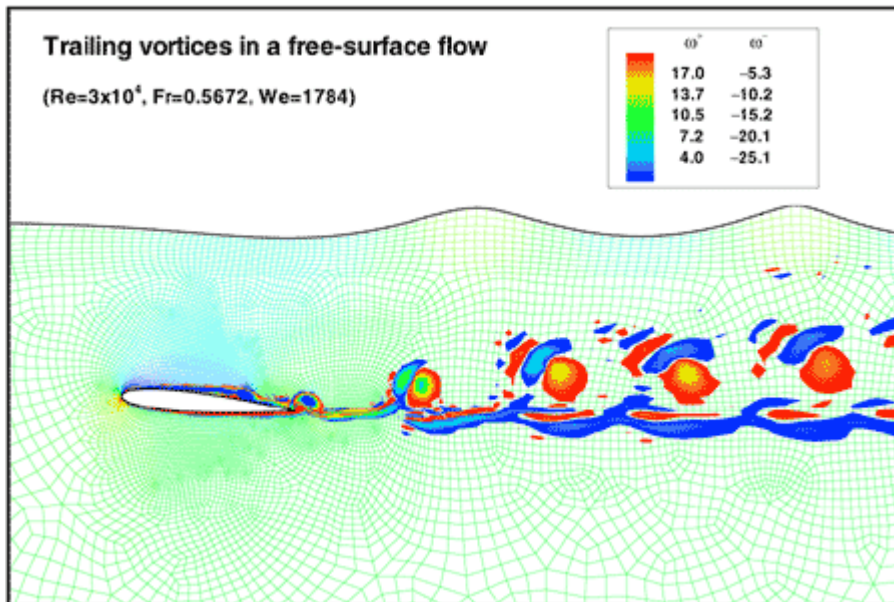 Trailing vortices in a free-surface flow
(Re=3x10⁴, Fr=0.5672, We=1784)
ω⁺ ω⁻
17.0 −5.3
13.7 −10.2
10.5 −15.2
7.2 −20.1
4.0 −25.1